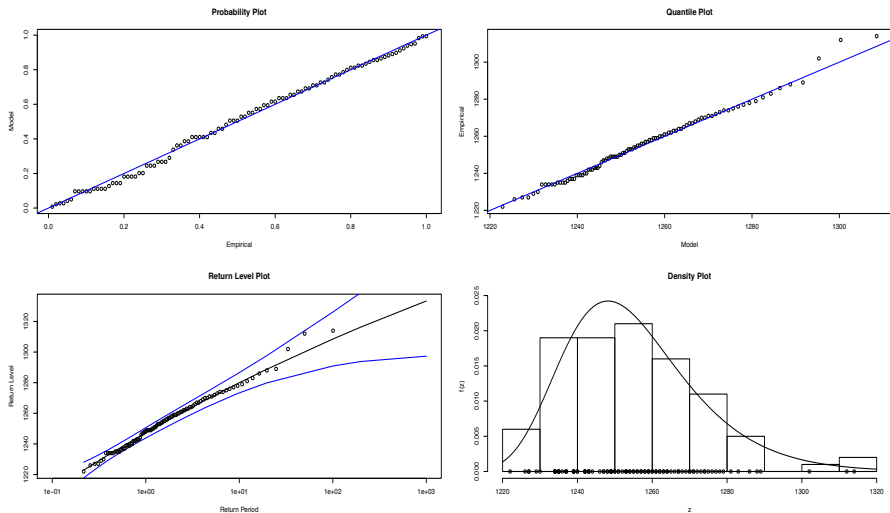 Probability Plot
Model
0.0 0.2 0.4 0.6 0.8 1.0
0.0 0.2 0.4 0.6 0.8 1.0
Empirical
Quantile Plot
Empirical
1220 1240 1260 1280 1300
1220 1240 1260 1280 1300
Model
Return Level Plot
Return Level
1220 1240 1260 1280 1300 1320
1e-01 1e+00 1e+01 1e+02 1e+03
Return Period
Density Plot
f(z)
0.000 0.005 0.010 0.015 0.020 0.025
1220 1240 1260 1280 1300 1320
z